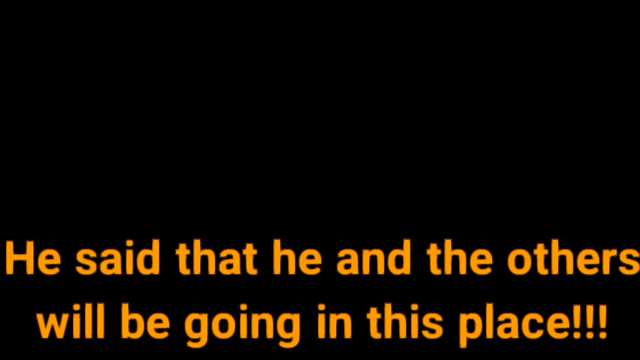 He said that he and the others
will be going in this place!!!